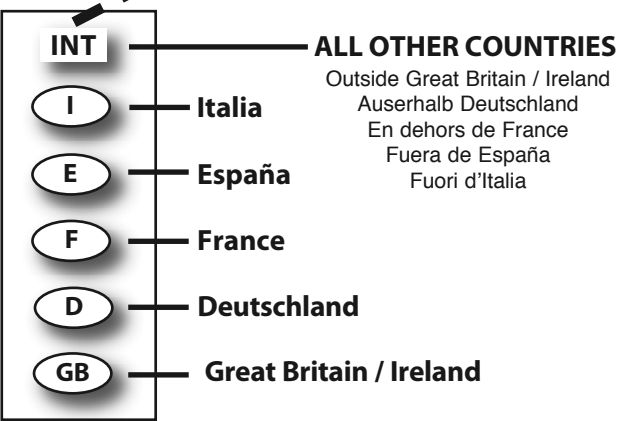 INT
ALL OTHER COUNTRIES
Outside Great Britain / Ireland
Auserhalb Deutschland
En dehors de France
Fuera de España
Fuori d'Italia
I
Italia
E
España
F
France
D
Deutschland
GB
Great Britain / Ireland